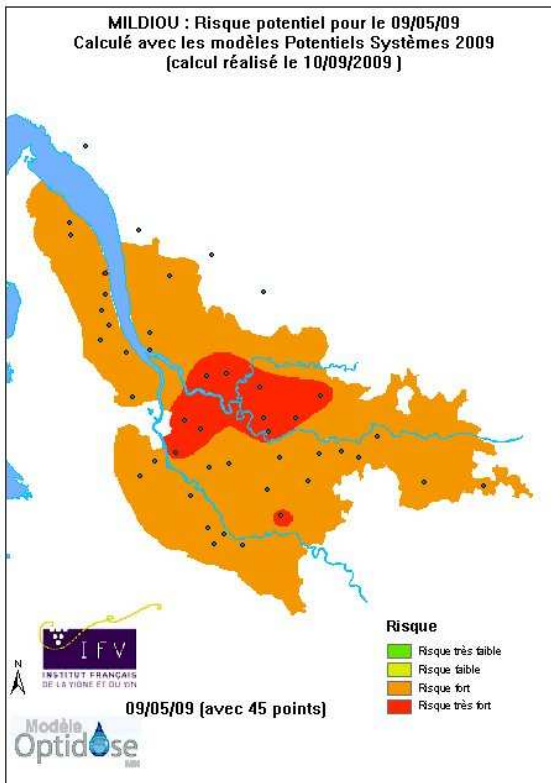 MILDIOU : Risque potentiel pour le 09/05/09
Calculé avec les modèles Potentiels Systèmes 2009
(calcul réalisé le 10/09/2009 )
Risque
Risque très faible
Risque faible
Risque fort
Risque très fort
IFV
INSTITUT FRANÇAIS
DE LA VIGNE ET DU VIN
N
09/05/09 (avec 45 points)
Modèle
Optidose